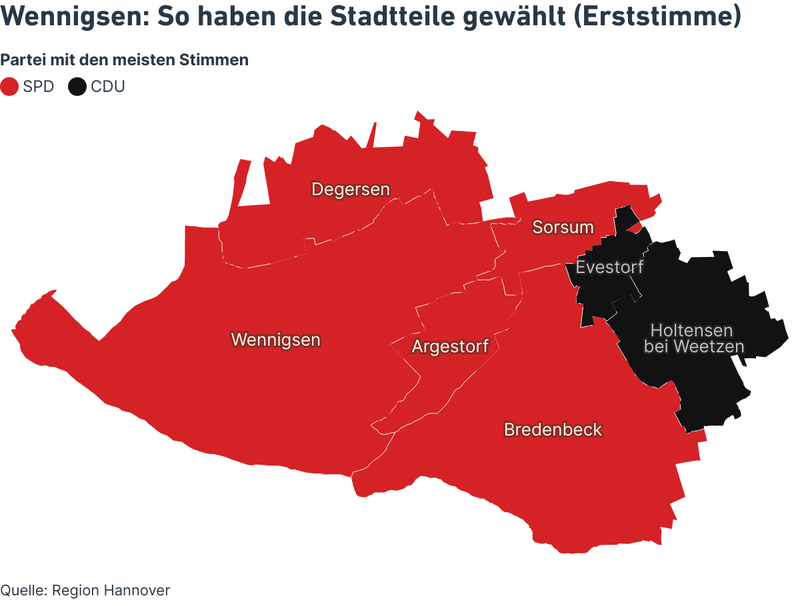 Wennigsen: So haben die Stadtteile gewählt (Erststimme)
Partei mit den meisten Stimmen
SPD CDU
Degersen
Sorsum
Evestorf
Wennigsen
Argestorf
Holtensen
bei Weetzen
Bredenbeck
Quelle: Region Hannover